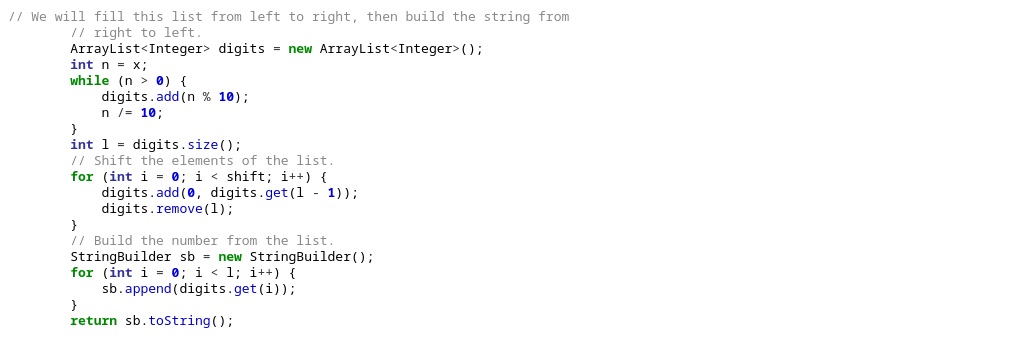 // We will fill this list from left to right, then build the string from
        // right to left.
        ArrayList<Integer> digits = new ArrayList<Integer>();
        int n = x;
        while (n > 0) {
            digits.add(n % 10);
            n /= 10;
        }
        int l = digits.size();
        // Shift the elements of the list.
        for (int i = 0; i < shift; i++) {
            digits.add(0, digits.get(l - 1));
            digits.remove(l);
        }
        // Build the number from the list.
        StringBuilder sb = new StringBuilder();
        for (int i = 0; i < l; i++) {
            sb.append(digits.get(i));
        }
        return sb.toString();